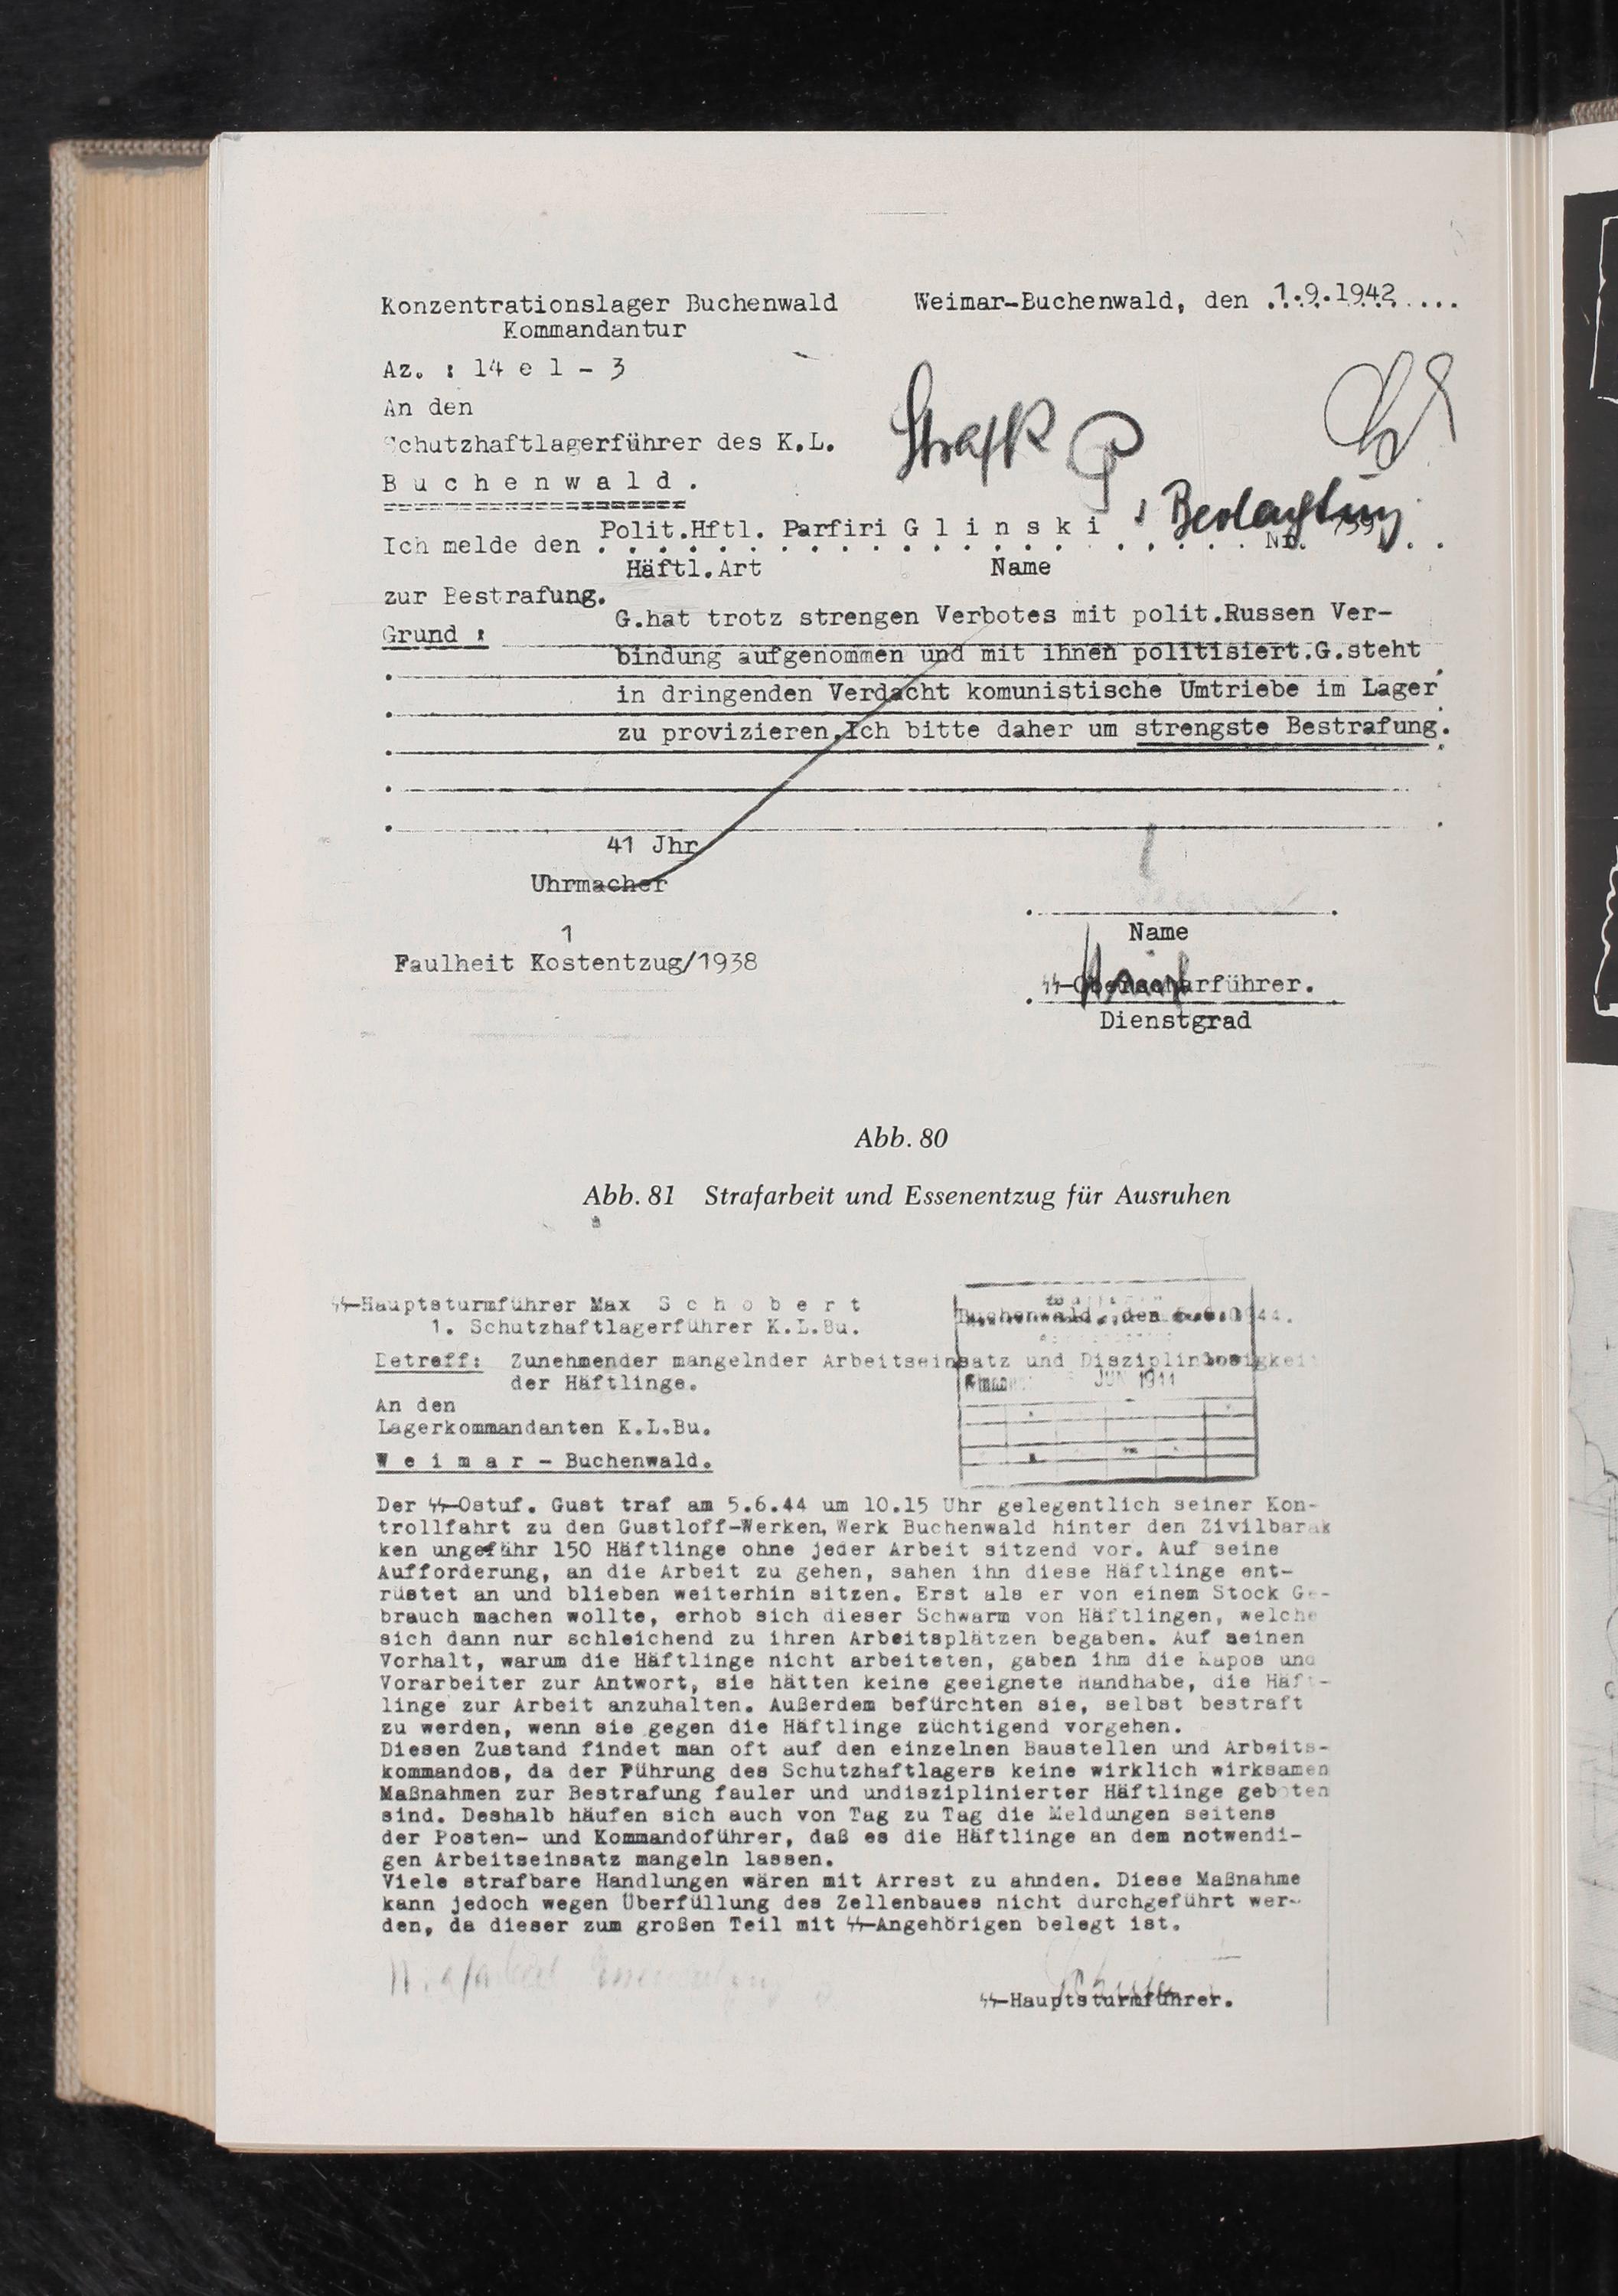 Konzentrationslager Buchenwald
Kommandantur
Weimar-Buchenwald, den 1.9.1942....
Az. : 14 e l - 3
An den
Schutzhaftlagerführer des K.L.
B u c h e n w a l d .
StrafK
Ich melde den Polit.Hftl. Parfiri G l i n s k i Nr.
Häftl.Art Name
zur Bestrafung.
G.hat trotz strengen Verbotes mit polit.Russen Ver-
Grund :
bindung aufgenommen und mit ihnen politisiert.G.steht
in dringenden Verdacht komunistische Umtriebe im Lager
zu provizieren.Ich bitte daher um strengste Bestrafung.
41 Jhr
Uhrmacher
1
Faulheit Kostentzug/1938
Name
SS-Oberscharführer.
Dienstgrad
Abb. 80
Abb. 81 Strafarbeit und Essenentzug für Ausruhen
SS-Hauptsturmführer Max S c h o b e r t
1. Schutzhaftlagerführer K.L.Bu.
Buchenwald, den 1944.
Betreff: Zunehmender mangelnder Arbeitseinsatz und Disziplinlosigkeit
der Häftlinge.
JUN 1944
An den
Lagerkommandanten K.L.Bu.
W e i m a r - Buchenwald.
Der SS-Ostuf. Gust traf am 5.6.44 um 10.15 Uhr gelegentlich seiner Kon-
trollfahrt zu den Gustloff-Werken, Werk Buchenwald hinter den Zivilbarak
ken ungefähr 150 Häftlinge ohne jeder Arbeit sitzend vor. Auf seine
Aufforderung, an die Arbeit zu gehen, sahen ihn diese Häftlinge ent-
rüstet an und blieben weiterhin sitzen. Erst als er von einem Stock Ge-
brauch machen wollte, erhob sich dieser Schwarm von Häftlingen, welche
sich dann nur schleichend zu ihren Arbeitsplätzen begaben. Auf seinen
Vorhalt, warum die Häftlinge nicht arbeiteten, gaben ihm die Kapos und
Vorarbeiter zur Antwort, sie hätten keine geeignete Handhabe, die Häft-
linge zur Arbeit anzuhalten. Außerdem befürchten sie, selbst bestraft
zu werden, wenn sie gegen die Häftlinge züchtigend vorgehen.
Diesen Zustand findet man oft auf den einzelnen Baustellen und Arbeits-
kommandos, da der Führung des Schutzhaftlagers keine wirklich wirksamen
Maßnahmen zur Bestrafung fauler und undisziplinierter Häftlinge geboten
sind. Deshalb häufen sich auch von Tag zu Tag die Meldungen seitens
der Posten- und Kommandoführer, daß es die Häftlinge an dem notwendi-
gen Arbeitseinsatz mangeln lassen.
Viele strafbare Handlungen wären mit Arrest zu ahnden. Diese Maßnahme
kann jedoch wegen Überfüllung des Zellenbaues nicht durchgeführt wer-
den, da dieser zum großen Teil mit SS-Angehörigen belegt ist.
SS-Hauptsturmführer.